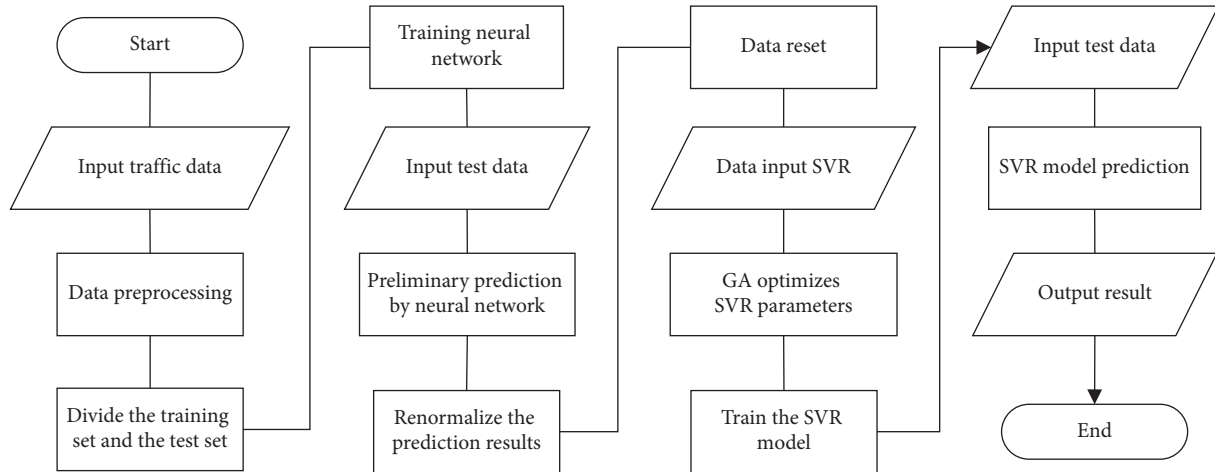 Start
Input traffic data
Data preprocessing
Divide the training
set and the test set
Training neural
network
Input test data
Preliminary prediction
by neural network
Renormalize the
prediction results
Data reset
Data input SVR
GA optimizes
SVR parameters
Train the SVR
model
Input test data
SVR model prediction
Output result
End